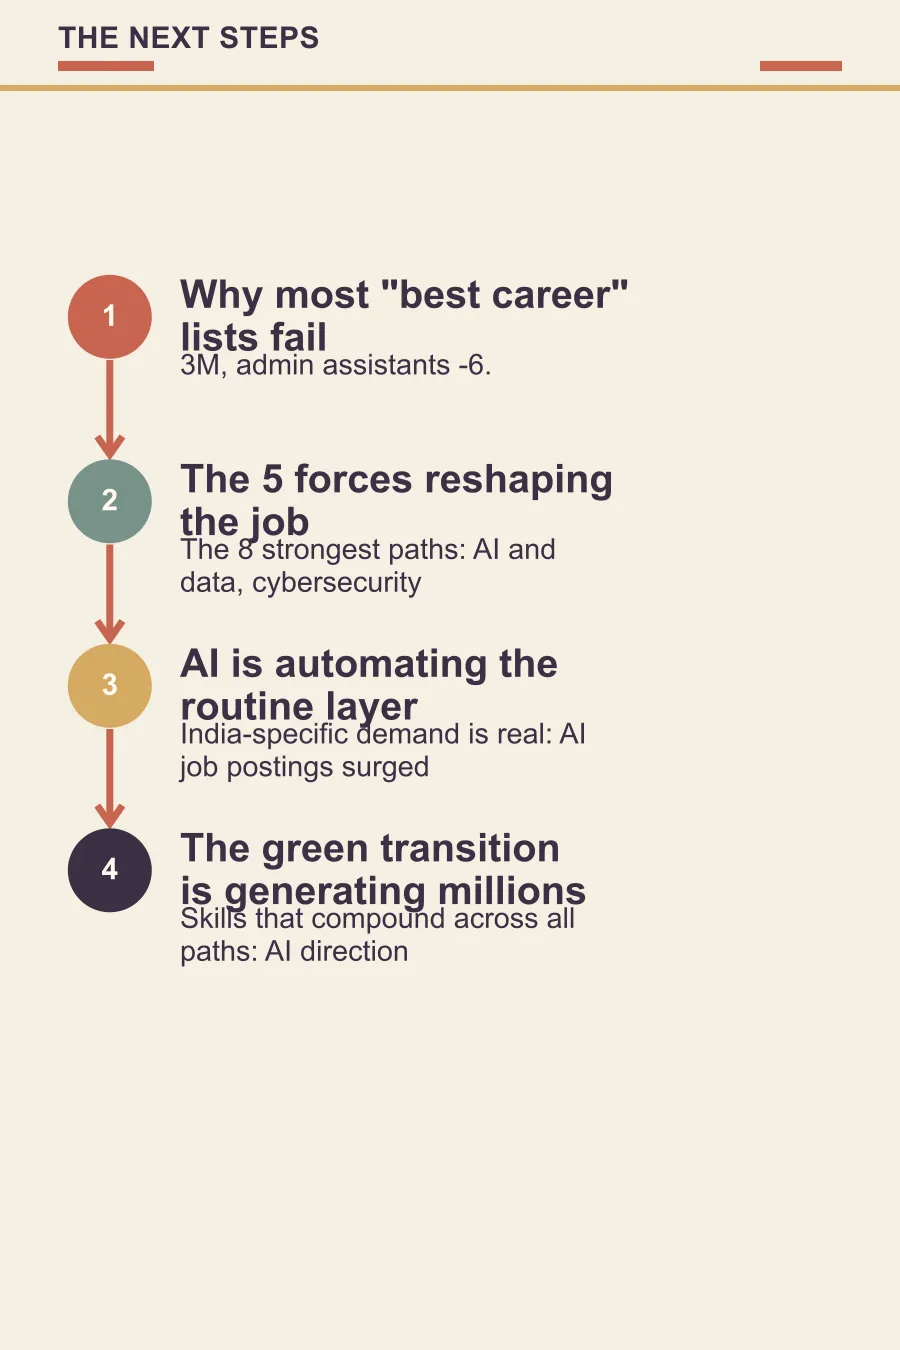 THE NEXT STEPS
1
Why most "best career"
lists fail
3M, admin assistants -6.
2
The 5 forces reshaping
the job
The 8 strongest paths: AI and
data, cybersecurity
3
AI is automating the
routine layer
India-specific demand is real: AI
job postings surged
4
The green transition
is generating millions
Skills that compound across all
paths: AI direction